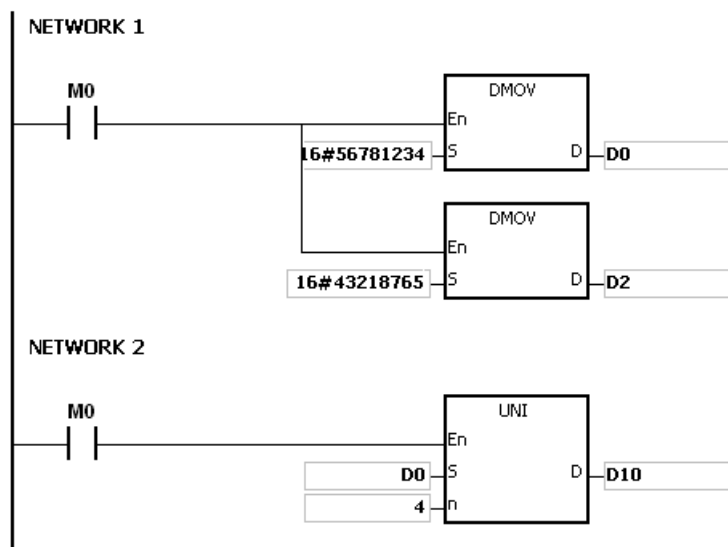 NETWORK 1
M0
DMOV
En
16#56781234 S D D0
DMOV
En
16#43218765 S D D2
NETWORK 2
M0
UNI
En
D0 S D D10
4 n